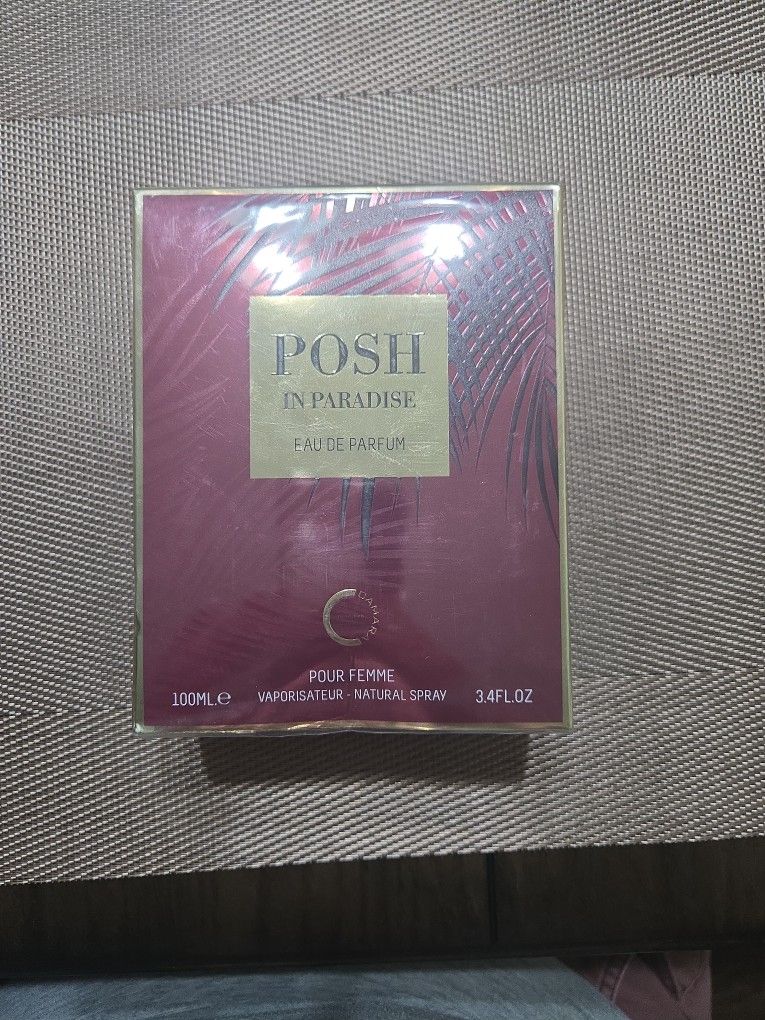 POSH
IN PARADISE
EAU DE PARFUM
CAMARA
POUR FEMME
100ML.e
VAPORISATEUR - NATURAL SPRAY
3.4FL.OZ